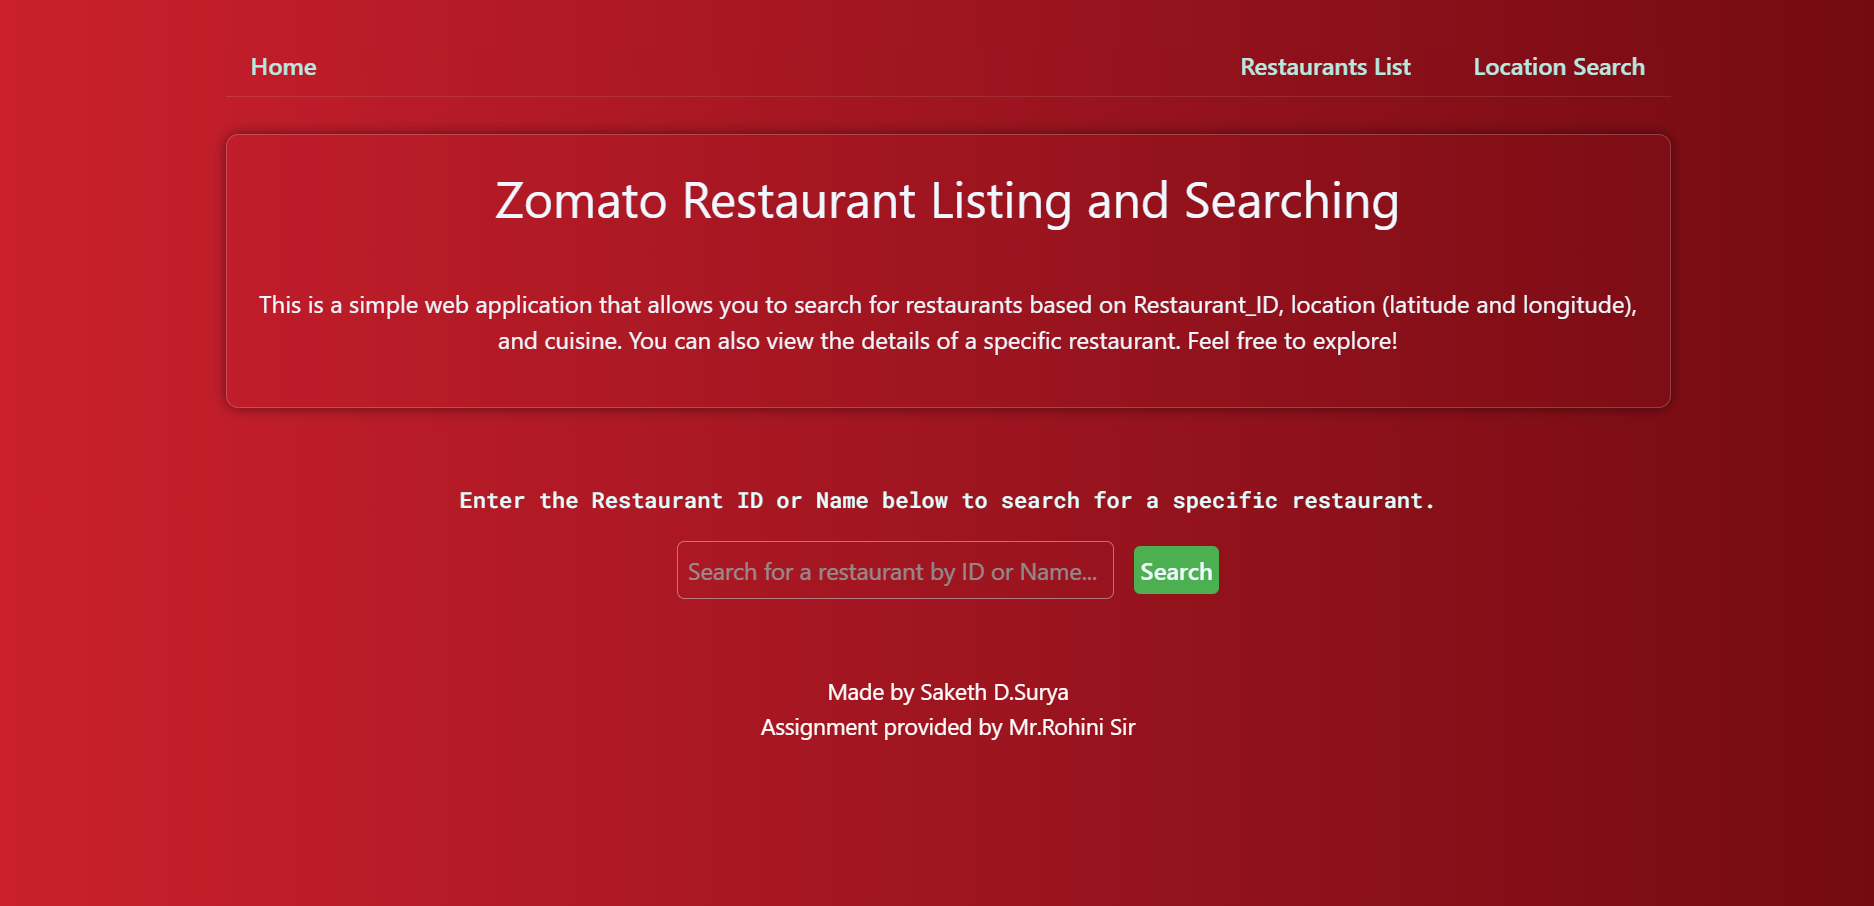 Home
Restaurants List
Location Search
Zomato Restaurant Listing and Searching
This is a simple web application that allows you to search for restaurants based on Restaurant_ID, location (latitude and longitude),
and cuisine. You can also view the details of a specific restaurant. Feel free to explore!
Enter the Restaurant ID or Name below to search for a specific restaurant.
Search for a restaurant by ID or Name...
Search
Made by Saketh D.Surya
Assignment provided by Mr.Rohini Sir